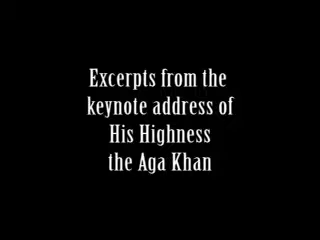 Excerpts from the
keynote address of
His Highness
the Aga Khan